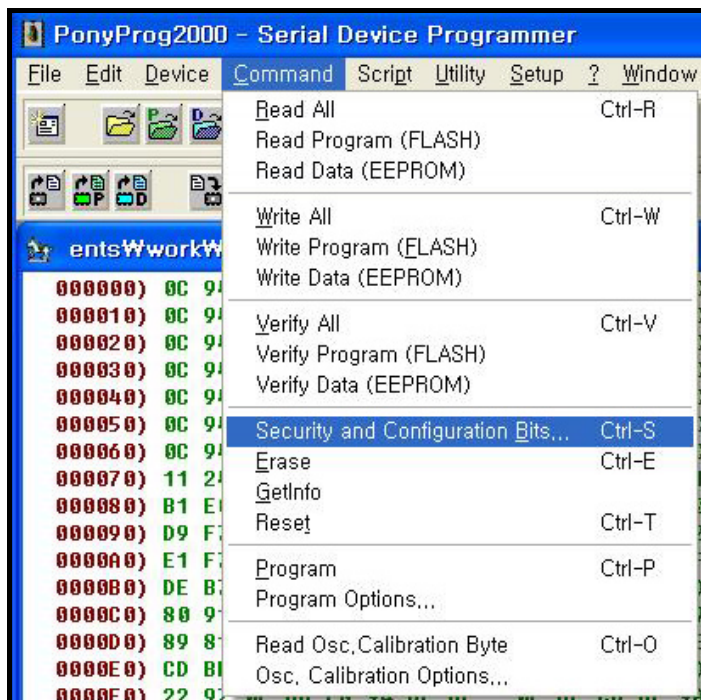 PonyProg2000 - Serial Device Programmer
File Edit Device Command Script Utility Setup ? Window
Read All Ctrl-R
Read Program (FLASH)
Read Data (EEPROM)
Write All Ctrl-W
Write Program (FLASH)
Write Data (EEPROM)
Verify All Ctrl-V
Verify Program (FLASH)
Verify Data (EEPROM)
Security and Configuration Bits... Ctrl-S
Erase Ctrl-E
GetInfo
Reset Ctrl-T
Program Ctrl-P
Program Options...
Read Osc.Calibration Byte Ctrl-O
Osc. Calibration Options...
P D
P D
ents₩work₩
000000) 0C
000010) 0C
000020) 0C
000030) 0C
000040) 0C
000050) 0C
000060) 0C
000070) 11
000080) B1
000090) D9
0000A0) E1
0000B0) DE
0000C0) 80
0000D0) 89
0000E0) CD
0000F0) 22